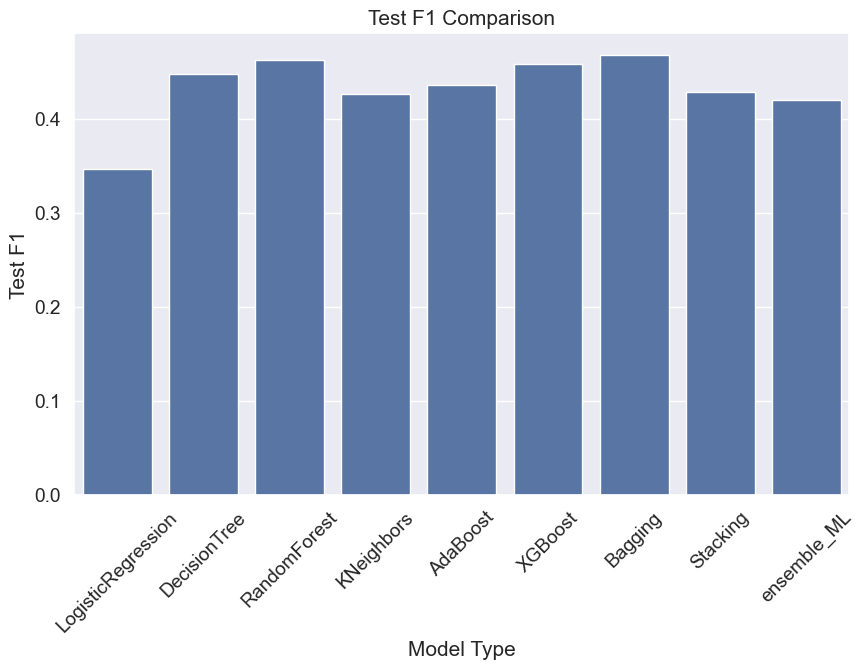 Test F1 Comparison
Test F1
0.4
0.3
0.2
0.1
0.0
LogisticRegression
DecisionTree
RandomForest
KNeighbors
AdaBoost
XGBoost
Bagging
Stacking
ensemble_ML
Model Type